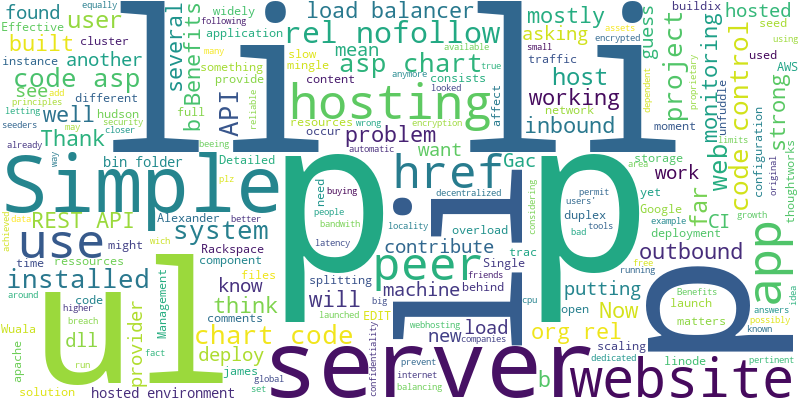 equally
Effective
following
widely
user
cluster
application
built
another
instance
code asp
something
see
provide
consists
different
principles
add
hudson
letting
may
security
seeders
well
full
Thank
closer
already
beeing
bin folder
Detailed
several
b
Benefits
many
API
reliable
li li
load balancer
rel nofollow
slow
mean
asp chart
mingle
content
looked
hosting
resources
wrong
affect
occur
encryption
problem
automatic
want
mostly
asking
guess
available
true
anymore
host
small
traffic
working
network
inbound
buildix
hosted
seed
assets
encrypted
application
used
using
project
monitoring
web
code control
strong
AWS
unfuddle
configuration
dependent
proprietary
moment
limits
storage
work
area
yet
far
CI
Google
example
deployment
original
thoughtworks
Simple
p
p
href
Gac
need
buying
people
bandwith
latency
decentralized
locality
considering
permit
users'
duplex
tools
bad
way
data
achieved
plz
Alexander
better
REST API
system
use
might
Rackspace
time
ressources
component
installed
know
files
splitting
think
will
peer
contribute
overload
trac
machine
Single
friends
behind
outbound
putting
open
idea
app
growth
around
code
higher
Management
Wuala
breach
dll
provider
chart code
comments
launched
EDIT
big
new
load
cpu
companies
webhosting
org rel
Now
scaling
running
launch
Benefits
matters
free
answers
possibly
known
ul
james
deploy
global
set
confidentiality
prevent
internet
balancing
apache
fact
run
solution
hosted environment
server
b
dedicated
linode
pertinent
website